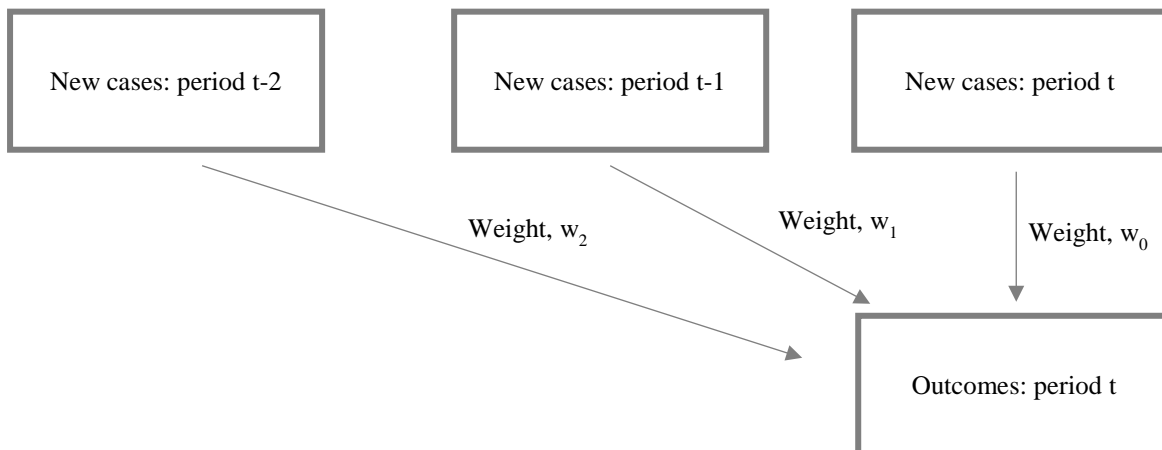 New cases: period t-2
New cases: period t-1
New cases: period t
Weight, w₂
Weight, w₁
Weight, w₀
Outcomes: period t